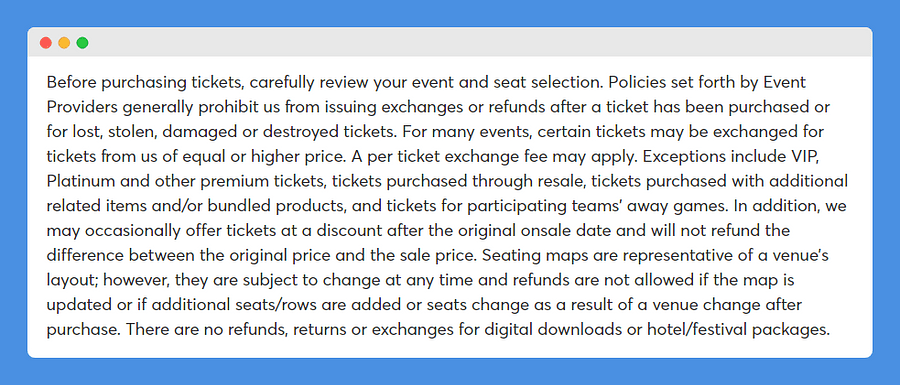 Before purchasing tickets, carefully review your event and seat selection. Policies set forth by Event
Providers generally prohibit us from issuing exchanges or refunds after a ticket has been purchased or
for lost, stolen, damaged or destroyed tickets. For many events, certain tickets may be exchanged for
tickets from us of equal or higher price. A per ticket exchange fee may apply. Exceptions include VIP,
Platinum and other premium tickets, tickets purchased through resale, tickets purchased with additional
related items and/or bundled products, and tickets for participating teams’ away games. In addition, we
may occasionally offer tickets at a discount after the original onsale date and will not refund the
difference between the original price and the sale price. Seating maps are representative of a venue’s
layout; however, they are subject to change at any time and refunds are not allowed if the map is
updated or if additional seats/rows are added or seats change as a result of a venue change after
purchase. There are no refunds, returns or exchanges for digital downloads or hotel/festival packages.